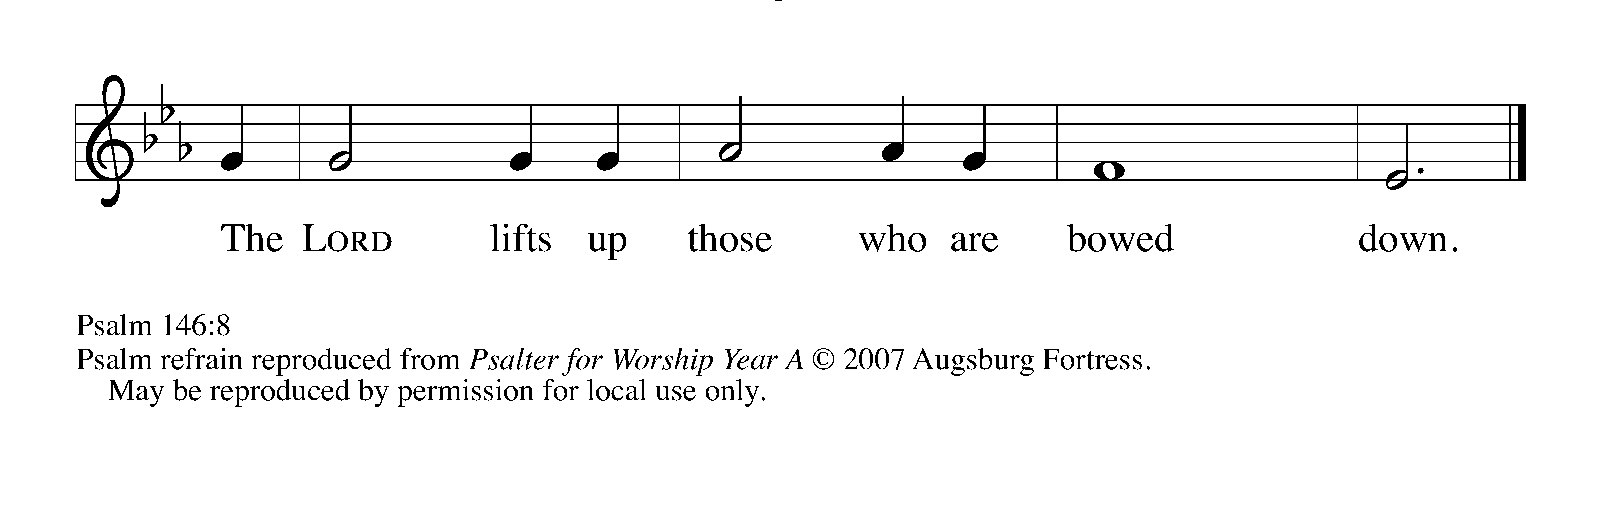 The LORD lifts up those who are bowed down.
Psalm 146:8
Psalm refrain reproduced from Psalter for Worship Year A © 2007 Augsburg Fortress.
May be reproduced by permission for local use only.